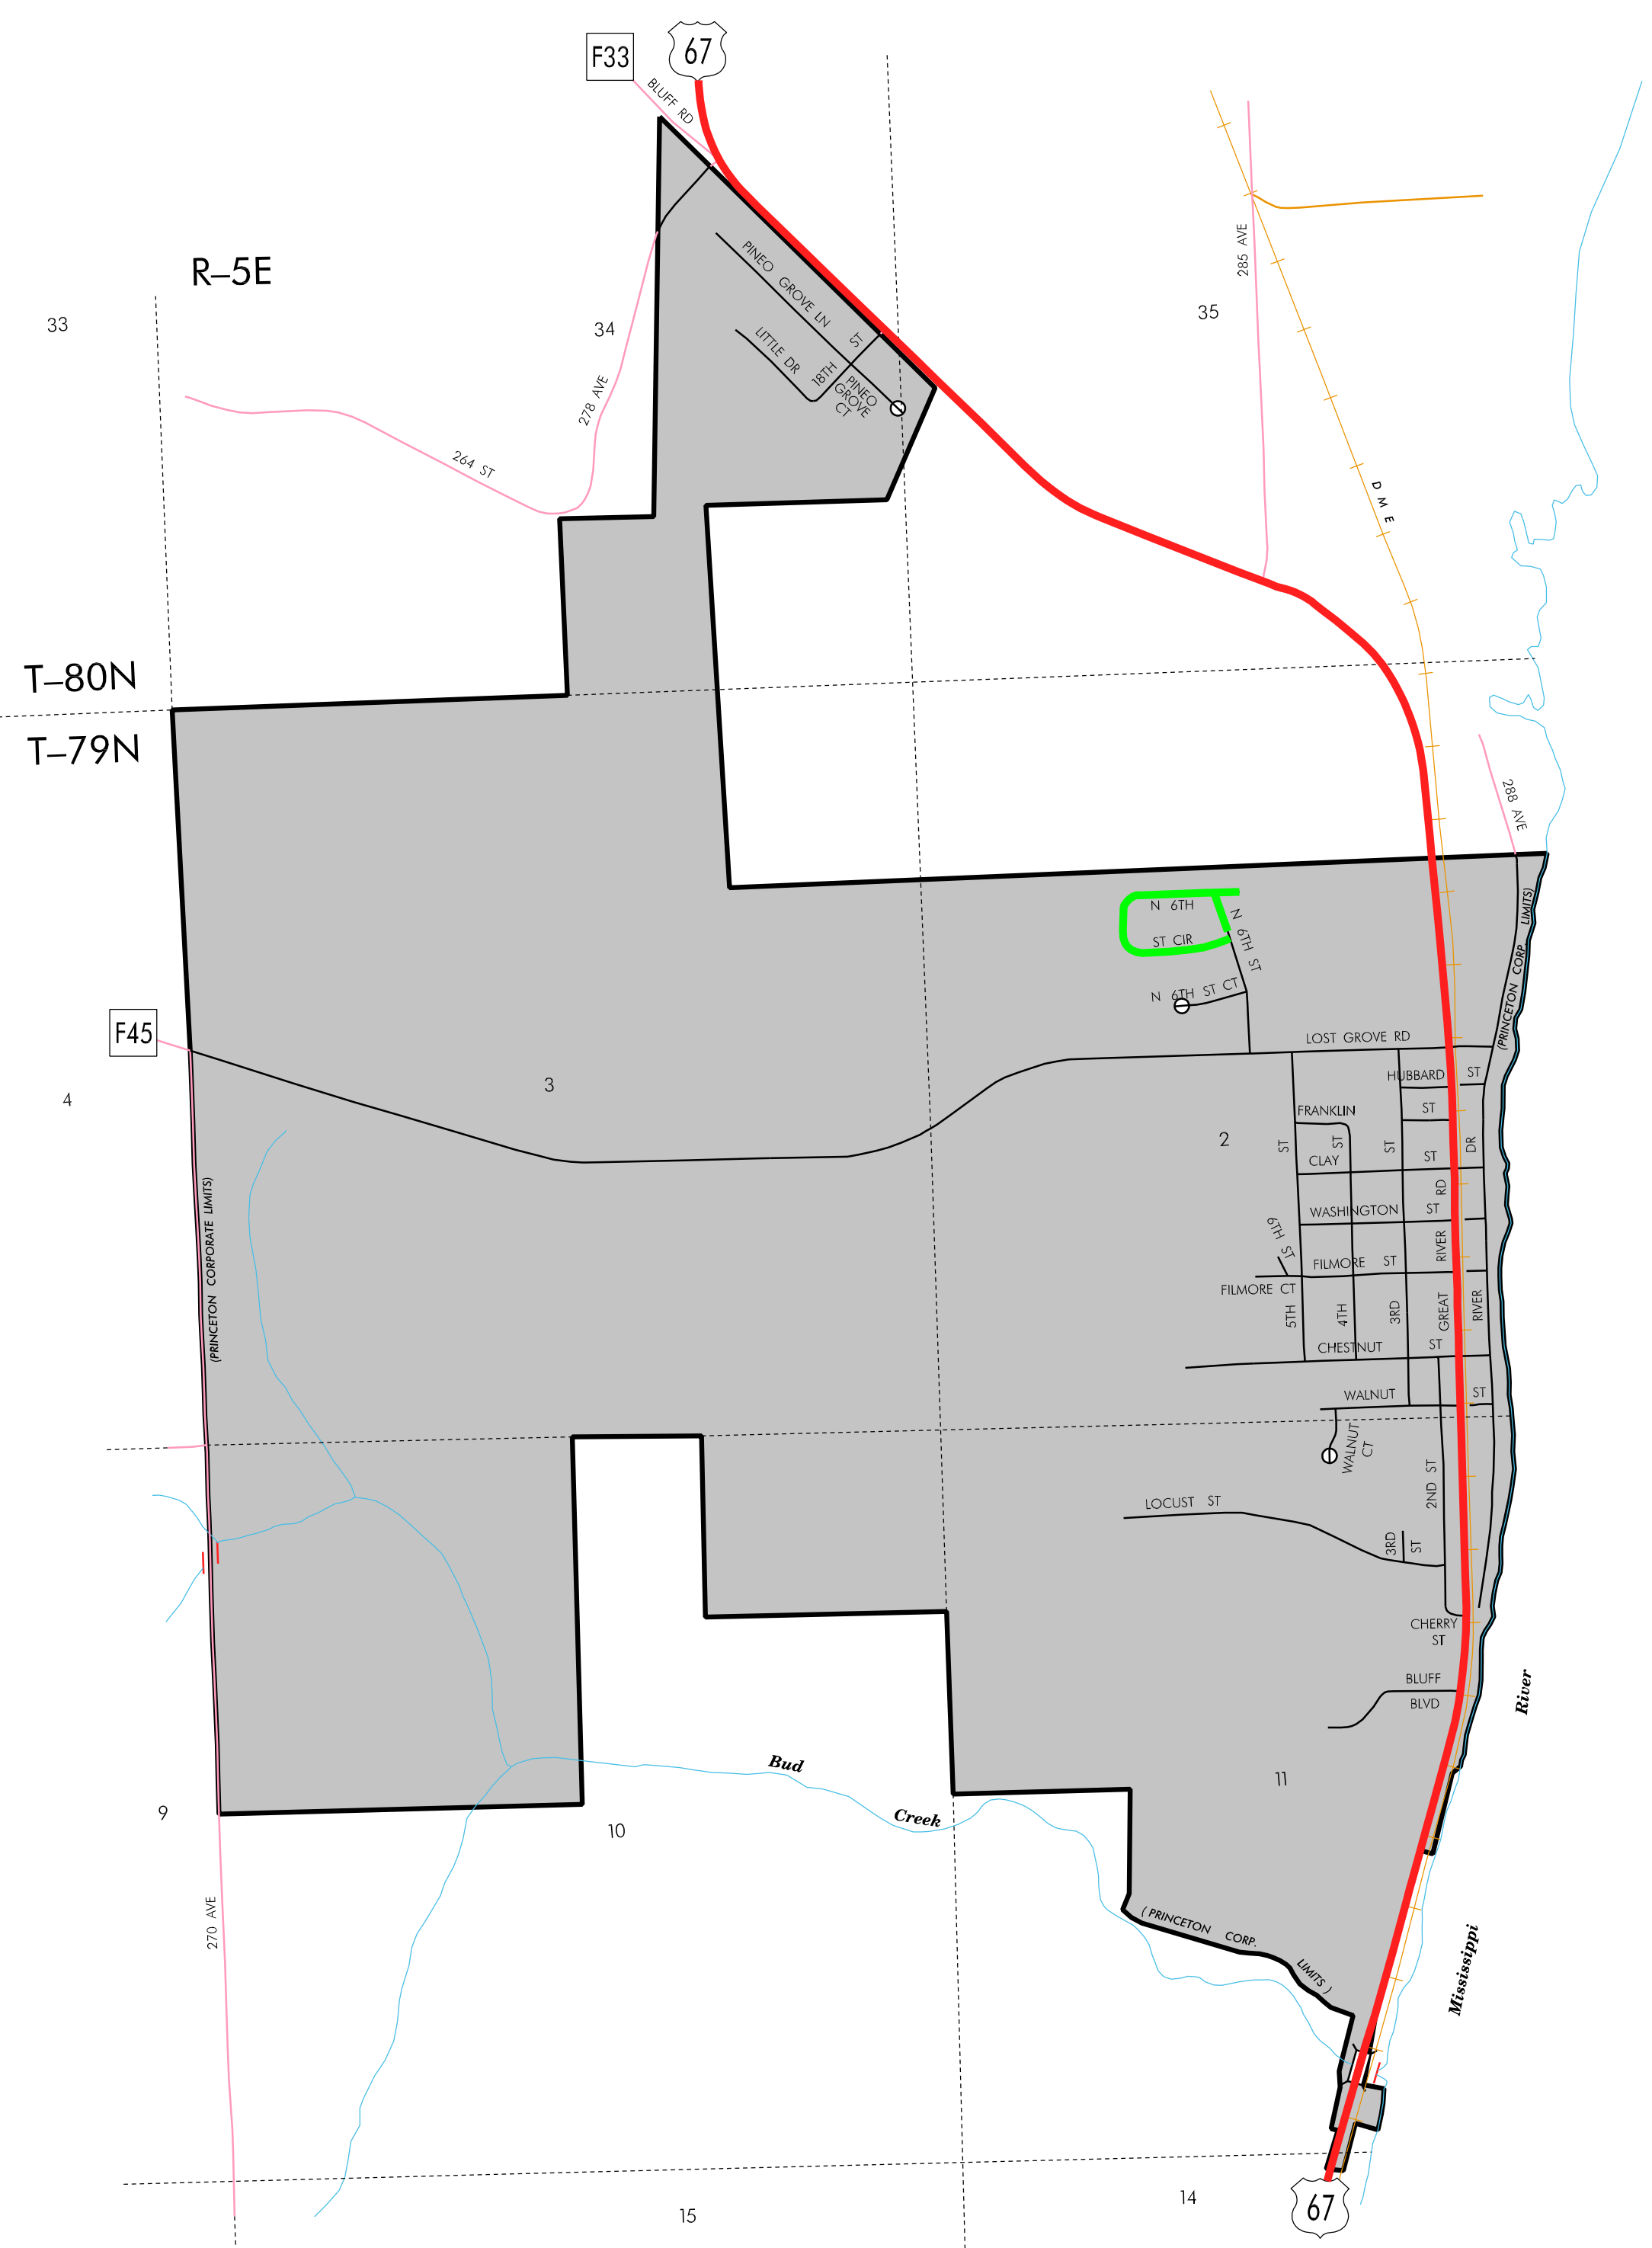 F33
67
BLUFF RD
R–5E
33
34
35
285 AVE
PINEO GROVE LN
LITTLE DR
18TH ST
PINEO
GROVE
CT
278 AVE
264 ST
D M E
T–80N
T–79N
288 AVE
N 6TH
ST CIR
N 6TH ST
N 6TH ST CT
(PRINCETON CORP. LIMITS)
F45
LOST GROVE RD
HUBBARD ST
3
4
2
FRANKLIN
ST
ST
ST
ST
DR
CLAY ST
RD
WASHINGTON ST
6TH ST
RIVER
FILMORE ST
FILMORE CT
5TH
4TH
3RD
GREAT
RIVER
CHESTNUT ST
(PRINCETON CORPORATE LIMITS)
WALNUT ST
WALNUT
CT
2ND ST
LOCUST ST
3RD
ST
CHERRY
ST
BLUFF
BLVD
River
Bud
Creek
11
9
10
270 AVE
( PRINCETON CORP.
LIMITS )
Mississippi
14
15
67